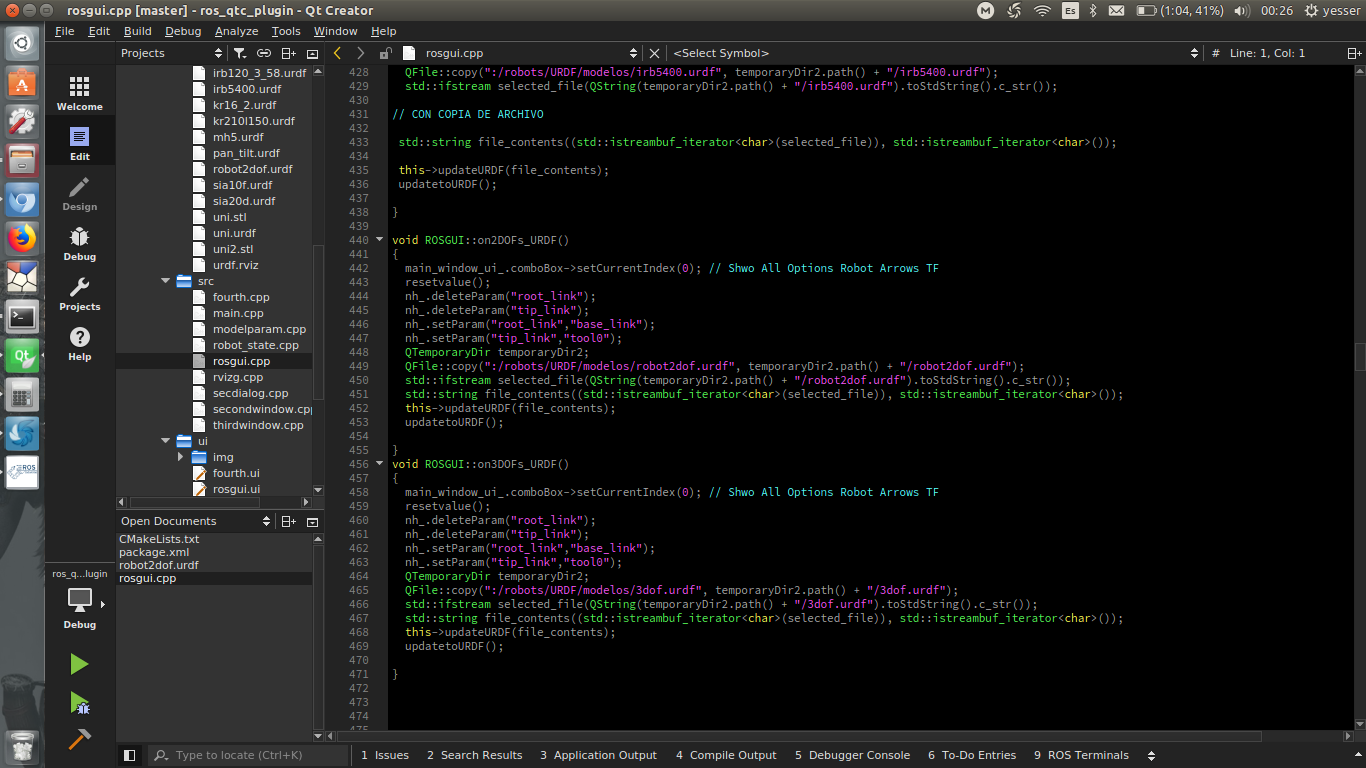 rosgui.cpp [master] - ros_qtc_plugin - Qt Creator
Es
(1:04, 41%)
00:26
yesser
File Edit Build Debug Analyze Tools Window Help
Projects
rosgui.cpp
<Select Symbol>
# Line: 1, Col: 1
Welcome
Edit
Design
Debug
Projects
Help
ros_q...lugin
Debug
irb120_3_58.urdf
irb5400.urdf
kr16_2.urdf
kr210l150.urdf
mh5.urdf
pan_tilt.urdf
robot2dof.urdf
sia10f.urdf
sia20d.urdf
uni.stl
uni.urdf
uni2.stl
urdf.rviz
src
fourth.cpp
main.cpp
modelparam.cpp
robot_state.cpp
rosgui.cpp
rvizg.cpp
secdialog.cpp
secondwindow.cpp
thirdwindow.cpp
ui
img
fourth.ui
rosgui.ui
Open Documents
CMakeLists.txt
package.xml
robot2dof.urdf
rosgui.cpp
428 QFile::copy(":/robots/URDF/modelos/irb5400.urdf", temporaryDir2.path() + "/irb5400.urdf");
429 std::ifstream selected_file(QString(temporaryDir2.path() + "/irb5400.urdf").toStdString().c_str());
430
431 // CON COPIA DE ARCHIVO
432
433 std::string file_contents((std::istreambuf_iterator<char>(selected_file)), std::istreambuf_iterator<char>());
434
435 this->updateURDF(file_contents);
436 updatetoURDF();
437
438 }
439
440 void ROSGUI::on2DOFs_URDF()
441 {
442 main_window_ui_.comboBox->setCurrentIndex(0); // Shwo All Options Robot Arrows TF
443 resetvalue();
444 nh_.deleteParam("root_link");
445 nh_.deleteParam("tip_link");
446 nh_.setParam("root_link","base_link");
447 nh_.setParam("tip_link","tool0");
448 QTemporaryDir temporaryDir2;
449 QFile::copy(":/robots/URDF/modelos/robot2dof.urdf", temporaryDir2.path() + "/robot2dof.urdf");
450 std::ifstream selected_file(QString(temporaryDir2.path() + "/robot2dof.urdf").toStdString().c_str());
451 std::string file_contents((std::istreambuf_iterator<char>(selected_file)), std::istreambuf_iterator<char>());
452 this->updateURDF(file_contents);
453 updatetoURDF();
454
455 }
456 void ROSGUI::on3DOFs_URDF()
457 {
458 main_window_ui_.comboBox->setCurrentIndex(0); // Shwo All Options Robot Arrows TF
459 resetvalue();
460 nh_.deleteParam("root_link");
461 nh_.deleteParam("tip_link");
462 nh_.setParam("root_link","base_link");
463 nh_.setParam("tip_link","tool0");
464 QTemporaryDir temporaryDir2;
465 QFile::copy(":/robots/URDF/modelos/3dof.urdf", temporaryDir2.path() + "/3dof.urdf");
466 std::ifstream selected_file(QString(temporaryDir2.path() + "/3dof.urdf").toStdString().c_str());
467 std::string file_contents((std::istreambuf_iterator<char>(selected_file)), std::istreambuf_iterator<char>());
468 this->updateURDF(file_contents);
469 updatetoURDF();
470
471 }
472
473
474
Type to locate (Ctrl+K)
1 Issues 2 Search Results 3 Application Output 4 Compile Output 5 Debugger Console 6 To-Do Entries 9 ROS Terminals